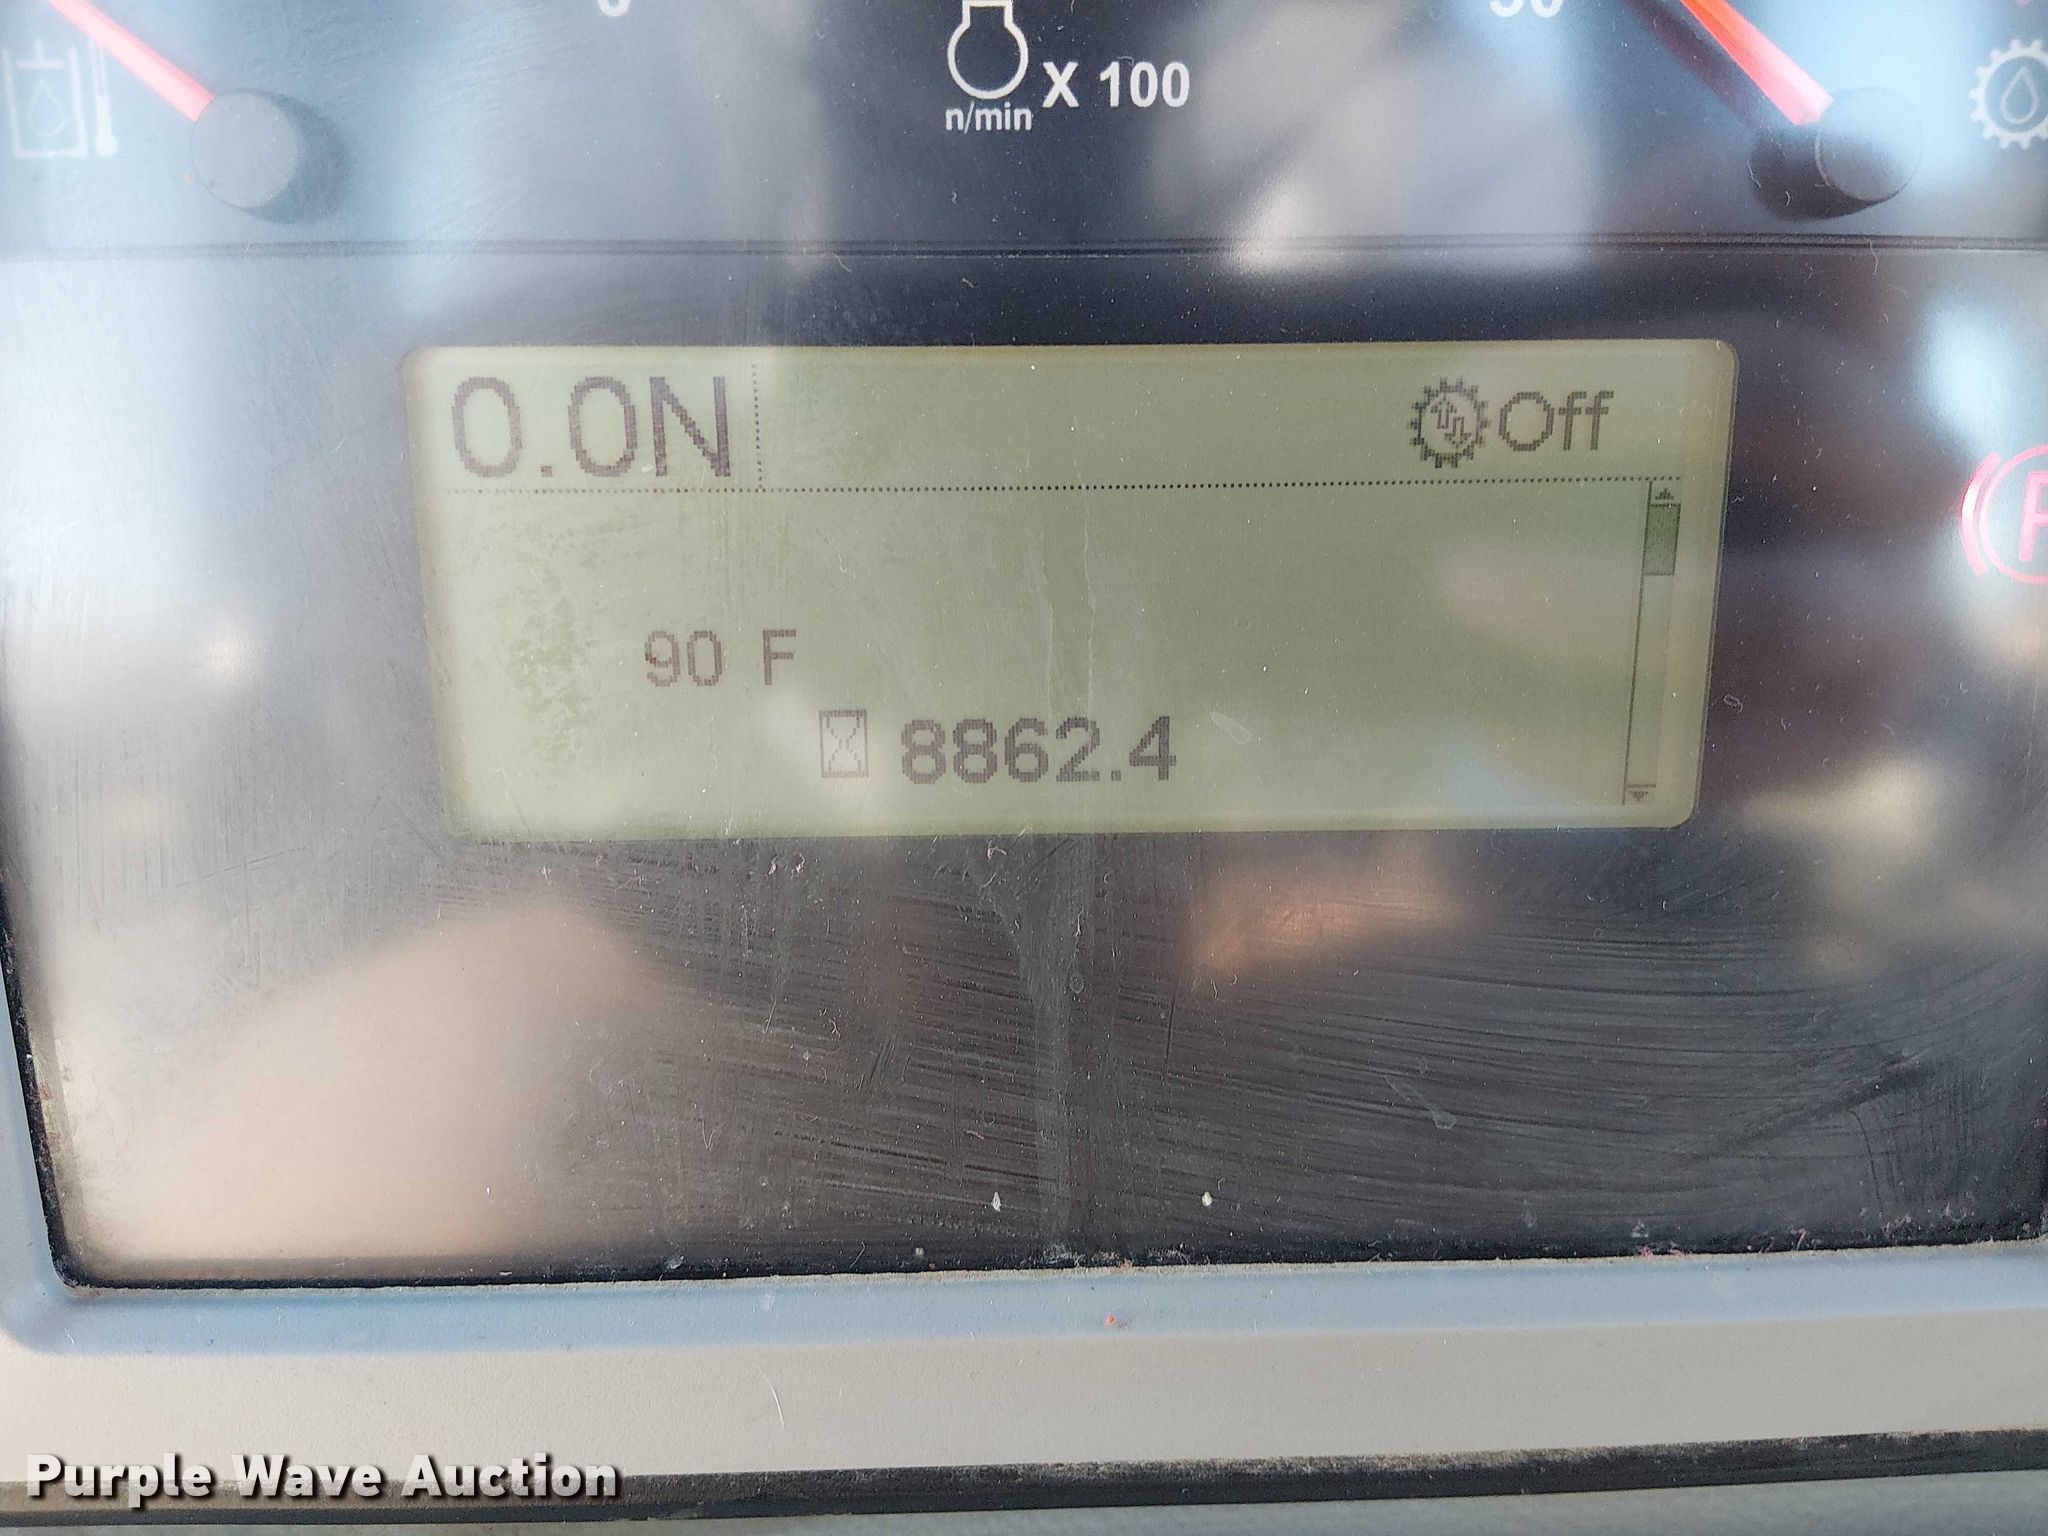 X 100
n/min
0.0N
Off
90 F
8862.4
Purple Wave Auction